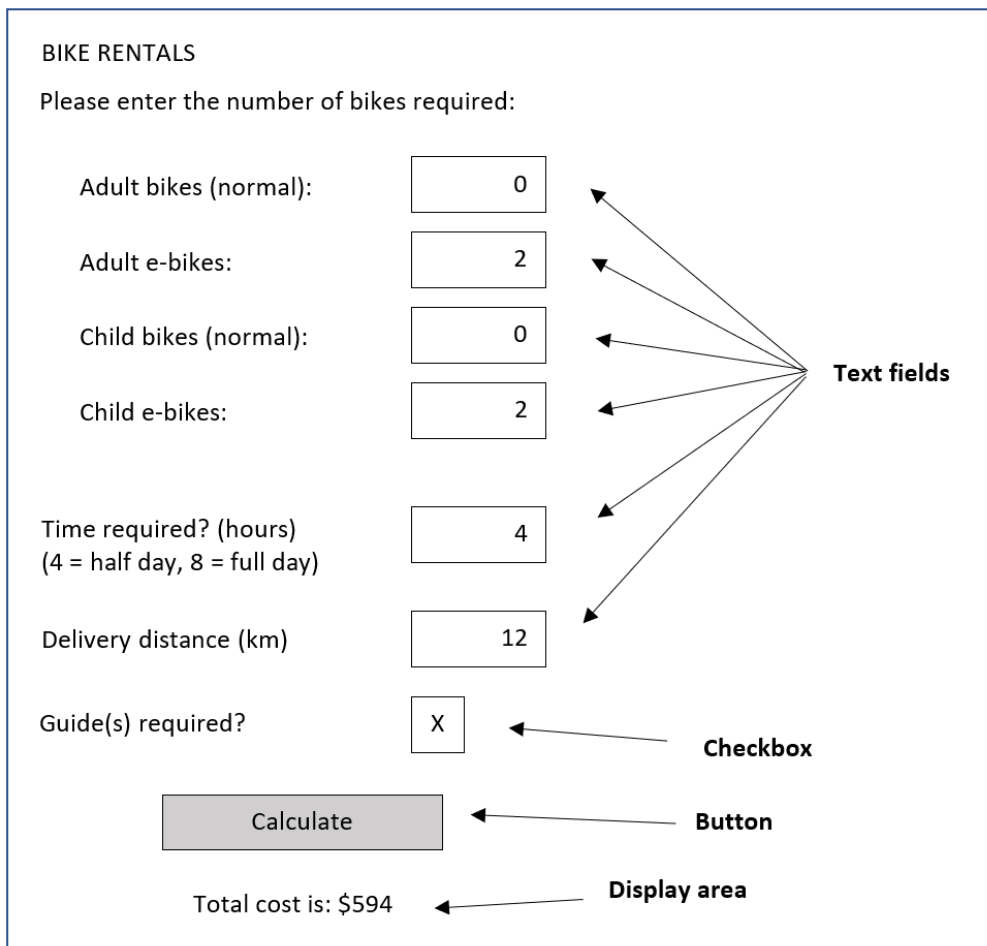 BIKE RENTALS
Please enter the number of bikes required:
Adult bikes (normal): 0
Adult e-bikes: 2
Child bikes (normal): 0
Child e-bikes: 2
Text fields
Time required? (hours) 4
(4 = half day, 8 = full day)
Delivery distance (km) 12
Guide(s) required? X
Checkbox
Calculate
Button
Total cost is: $594
Display area